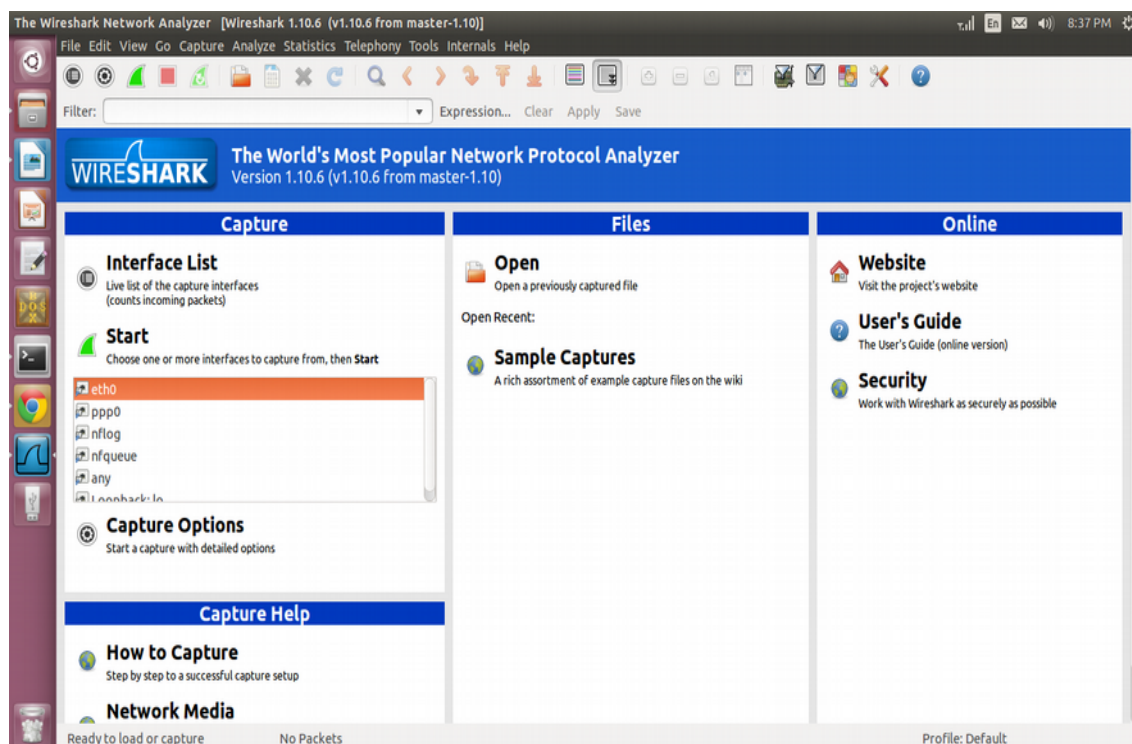 The Wireshark Network Analyzer [Wireshark 1.10.6 (v1.10.6 from master-1.10)]
En
8:37 PM
File Edit View Go Capture Analyze Statistics Telephony Tools Internals Help
Filter:
Expression... Clear Apply Save
WIRESHARK
The World's Most Popular Network Protocol Analyzer
Version 1.10.6 (v1.10.6 from master-1.10)
Capture
Interface List
Live list of the capture interfaces
(counts incoming packets)
Start
Choose one or more interfaces to capture from, then Start
eth0
ppp0
nflog
nfqueue
any
Loopback: lo
Capture Options
Start a capture with detailed options
Capture Help
How to Capture
Step by step to a successful capture setup
Network Media
Files
Open
Open a previously captured file
Open Recent:
Sample Captures
A rich assortment of example capture files on the wiki
Online
Website
Visit the project's website
User's Guide
The User's Guide (online version)
Security
Work with Wireshark as securely as possible
Ready to load or capture
No Packets
Profile: Default